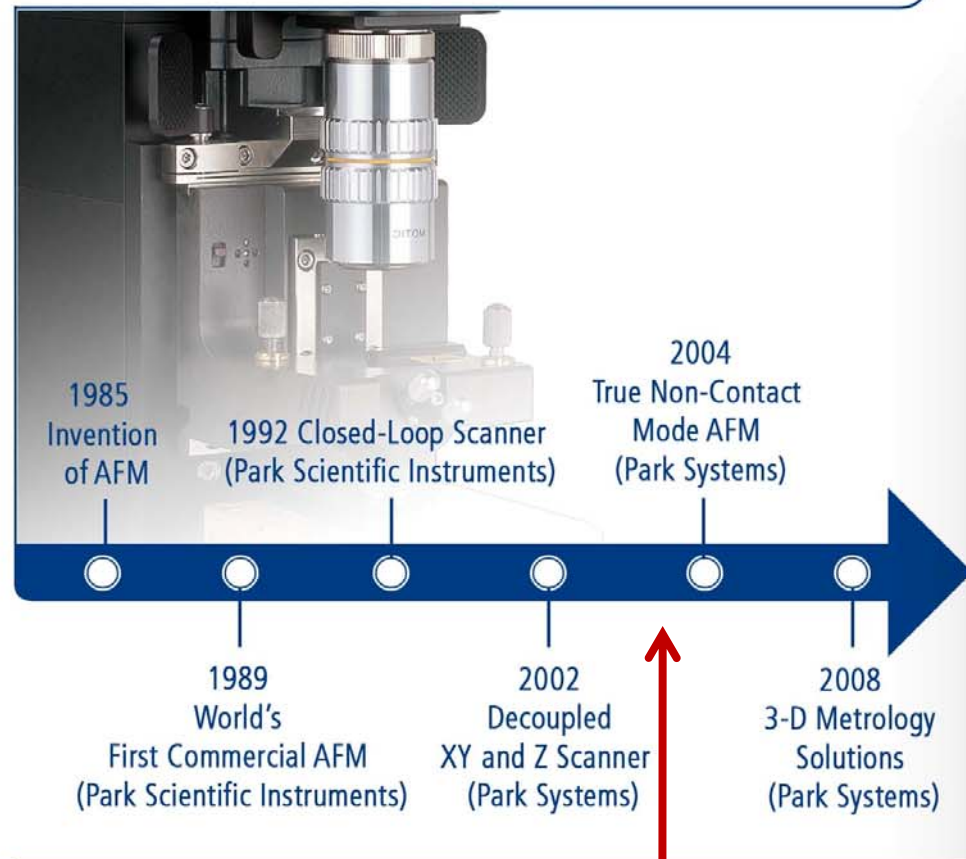 MOTIC
1985
Invention
of AFM
1992 Closed-Loop Scanner
(Park Scientific Instruments)
2004
True Non-Contact
Mode AFM
(Park Systems)
1989
World's
First Commercial AFM
(Park Scientific Instruments)
2002
Decoupled
XY and Z Scanner
(Park Systems)
2008
3-D Metrology
Solutions
(Park Systems)